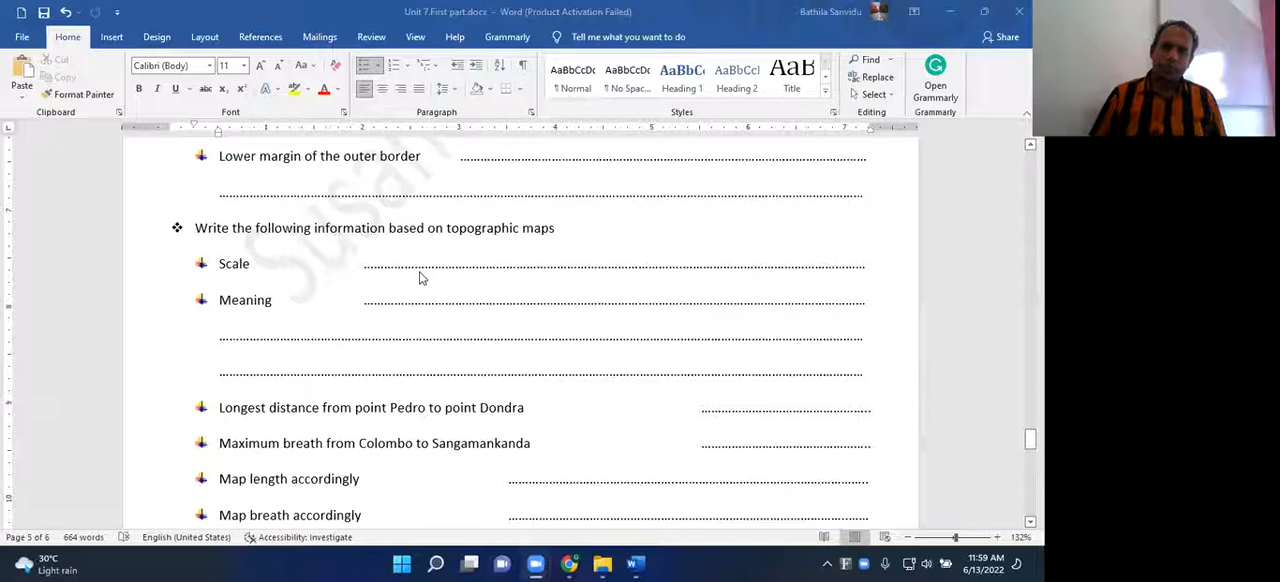 Unit 7.First part.docx - Word (Product Activation Failed)
Bathila Sanvidu
File Home Insert Design Layout References Mailings Review View Help Grammarly Tell me what you want to do Share
Paste
Cut
Copy
Format Painter
Clipboard
Calibri (Body) 11
Font
Paragraph
AaBbCcDc AaBbCcDc AaBbCc AaBbCcI AaB
¶ Normal ¶ No Spac... Heading 1 Heading 2 Title
Styles
Find
Replace
Select
Editing
Open
Grammarly
Grammarly
Lower margin of the outer border ................................
................................
Write the following information based on topographic maps
Scale ................................
Meaning ................................
................................
................................
Longest distance from point Pedro to point Dondra ................................
Maximum breath from Colombo to Sangamankanda ................................
Map length accordingly ................................
Map breath accordingly ................................
Page 5 of 6 664 words English (United States) Accessibility: Investigate 132%
30°C
Light rain
11:59 AM
6/13/2022